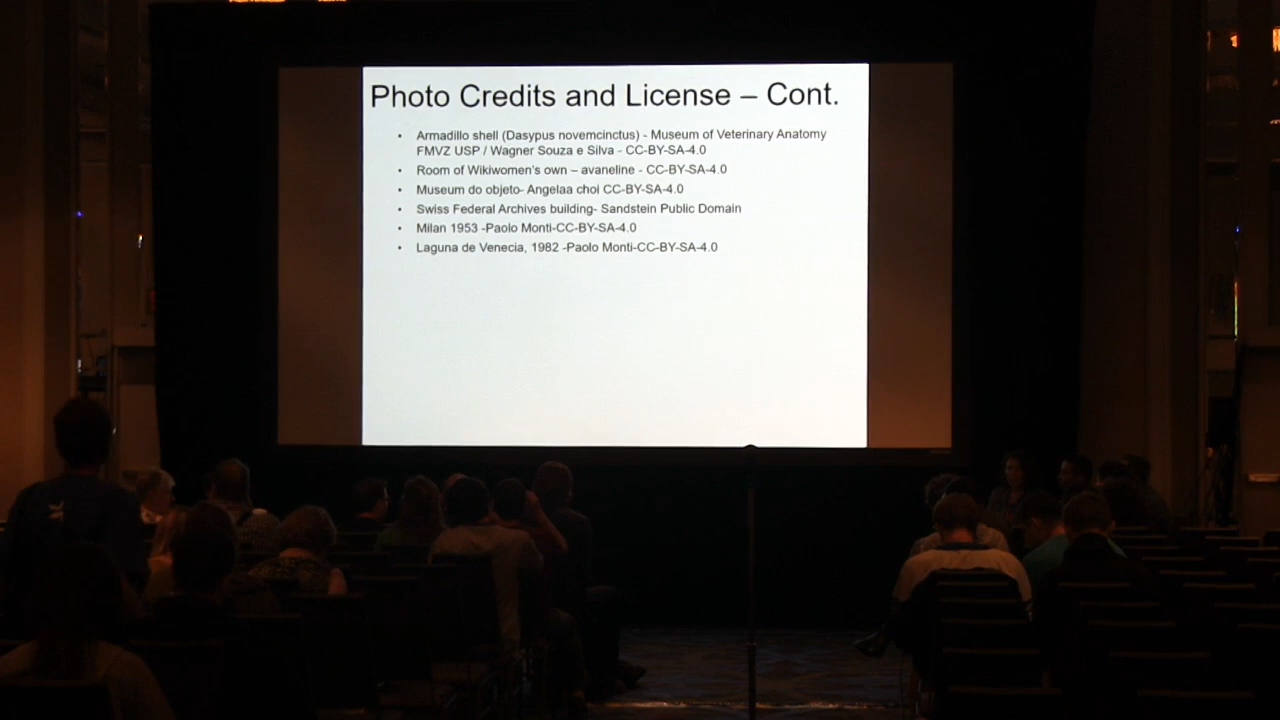 Photo Credits and License – Cont.
• Armadillo shell (Dasypus novemcinctus) - Museum of Veterinary Anatomy
FMVZ USP / Wagner Souza e Silva - CC-BY-SA-4.0
• Room of Wikiwomen's own – avaneline - CC-BY-SA-4.0
• Museum do objeto- Angelaa choi CC-BY-SA-4.0
• Swiss Federal Archives building- Sandstein Public Domain
• Milan 1953 -Paolo Monti-CC-BY-SA-4.0
• Laguna de Venecia, 1982 -Paolo Monti-CC-BY-SA-4.0